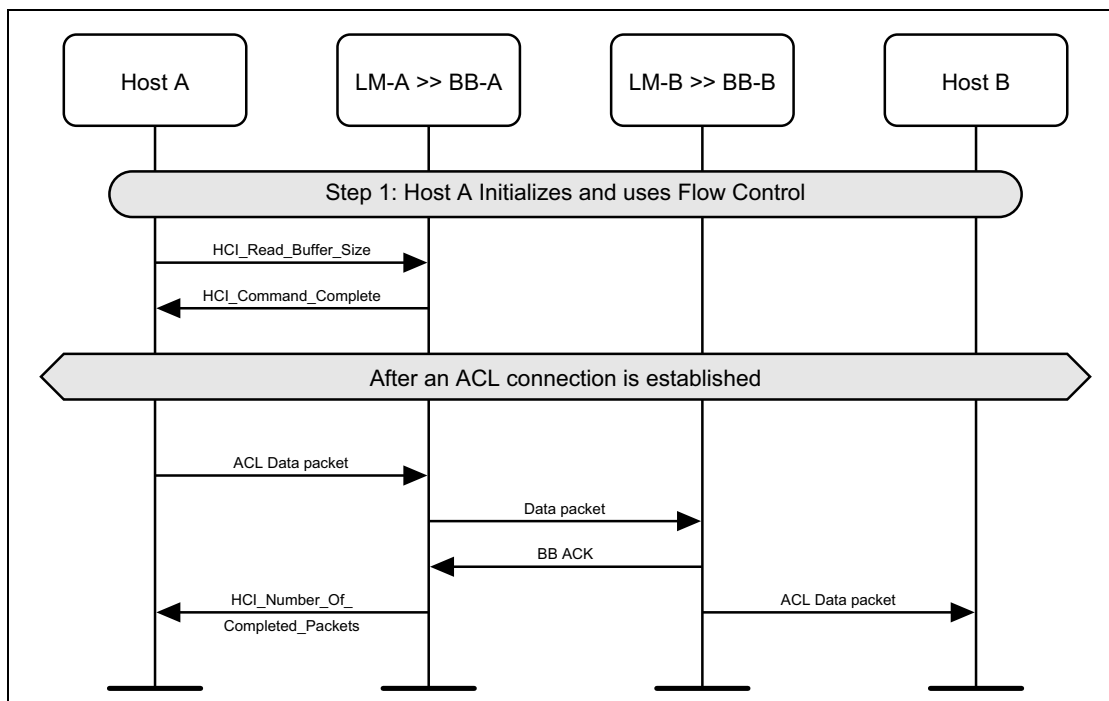 Host A
LM-A >> BB-A
LM-B >> BB-B
Host B
Step 1: Host A Initializes and uses Flow Control
HCI_Read_Buffer_Size
HCI_Command_Complete
After an ACL connection is established
ACL Data packet
Data packet
BB ACK
HCI_Number_Of_
Completed_Packets
ACL Data packet